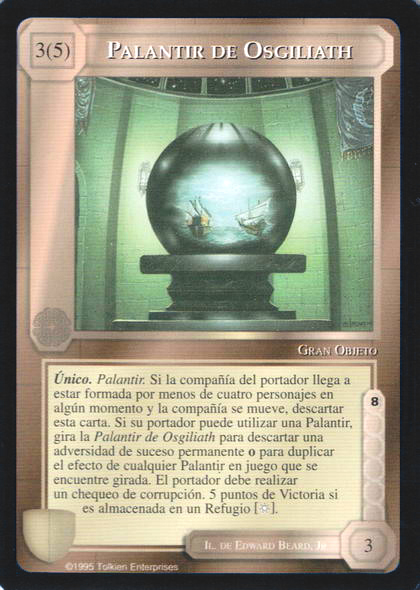 3(5)
PALANTIR DE OSGILIATH
GRAN OBJETO
Único. Palantir. Si la compañía del portador llega a
estar formada por menos de cuatro personajes en
algún momento y la compañía se mueve, descartar
esta carta. Si su portador puede utilizar una Palantir,
gira la Palantir de Osgiliath para descartar una
adversidad de suceso permanente o para duplicar
el efecto de cualquier Palantir en juego que se
encuentre girada. El portador debe realizar
un chequeo de corrupción. 5 puntos de Victoria si
es almacenada en un Refugio [☼].
8
IL. DE EDWARD BEARD, JR
3
©1995 Tolkien Enterprises